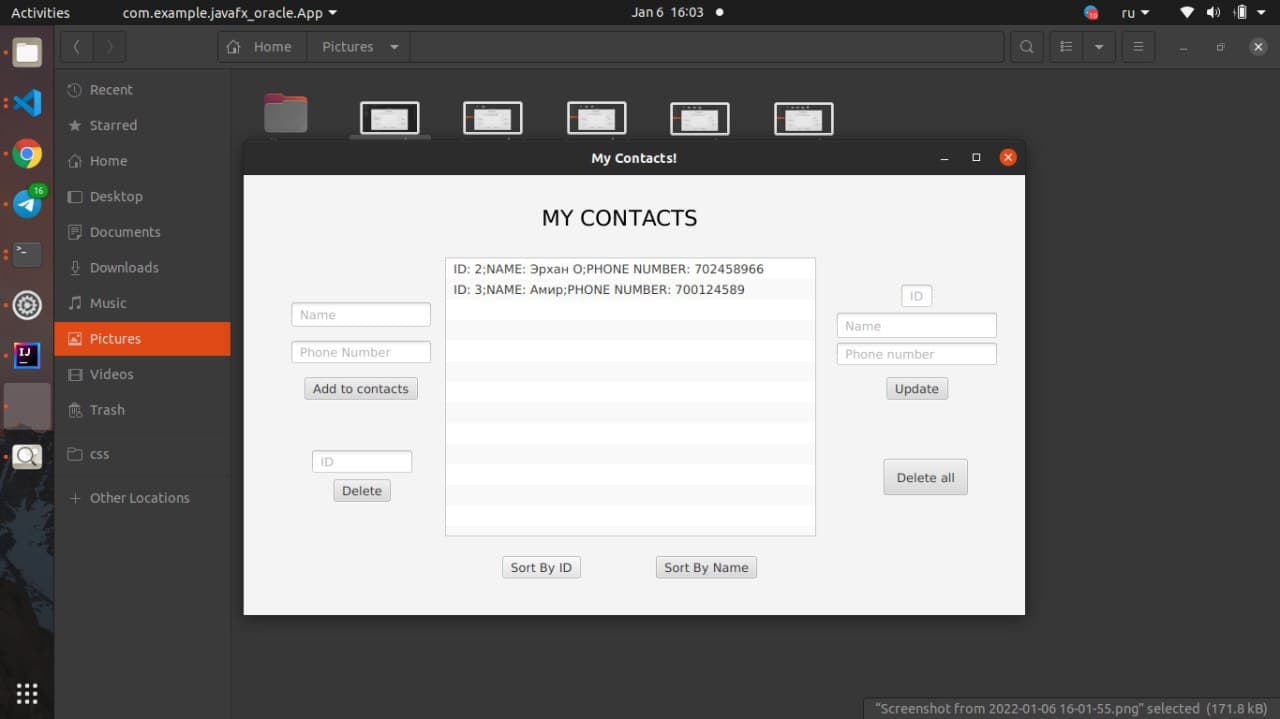 Activities
com.example.javafx_oracle.App
Jan 6 16:03
ru
Home
Pictures
Recent
Starred
Home
Desktop
Documents
Downloads
Music
Pictures
Videos
Trash
css
Other Locations
16
My Contacts!
MY CONTACTS
Name
Phone Number
Add to contacts
ID
Delete
ID: 2;NAME: Эрхан О;PHONE NUMBER: 702458966
ID: 3;NAME: Амир;PHONE NUMBER: 700124589
ID
Name
Phone number
Update
Delete all
Sort By ID
Sort By Name
"Screenshot from 2022-01-06 16-01-55.png" selected (171.8 kB)